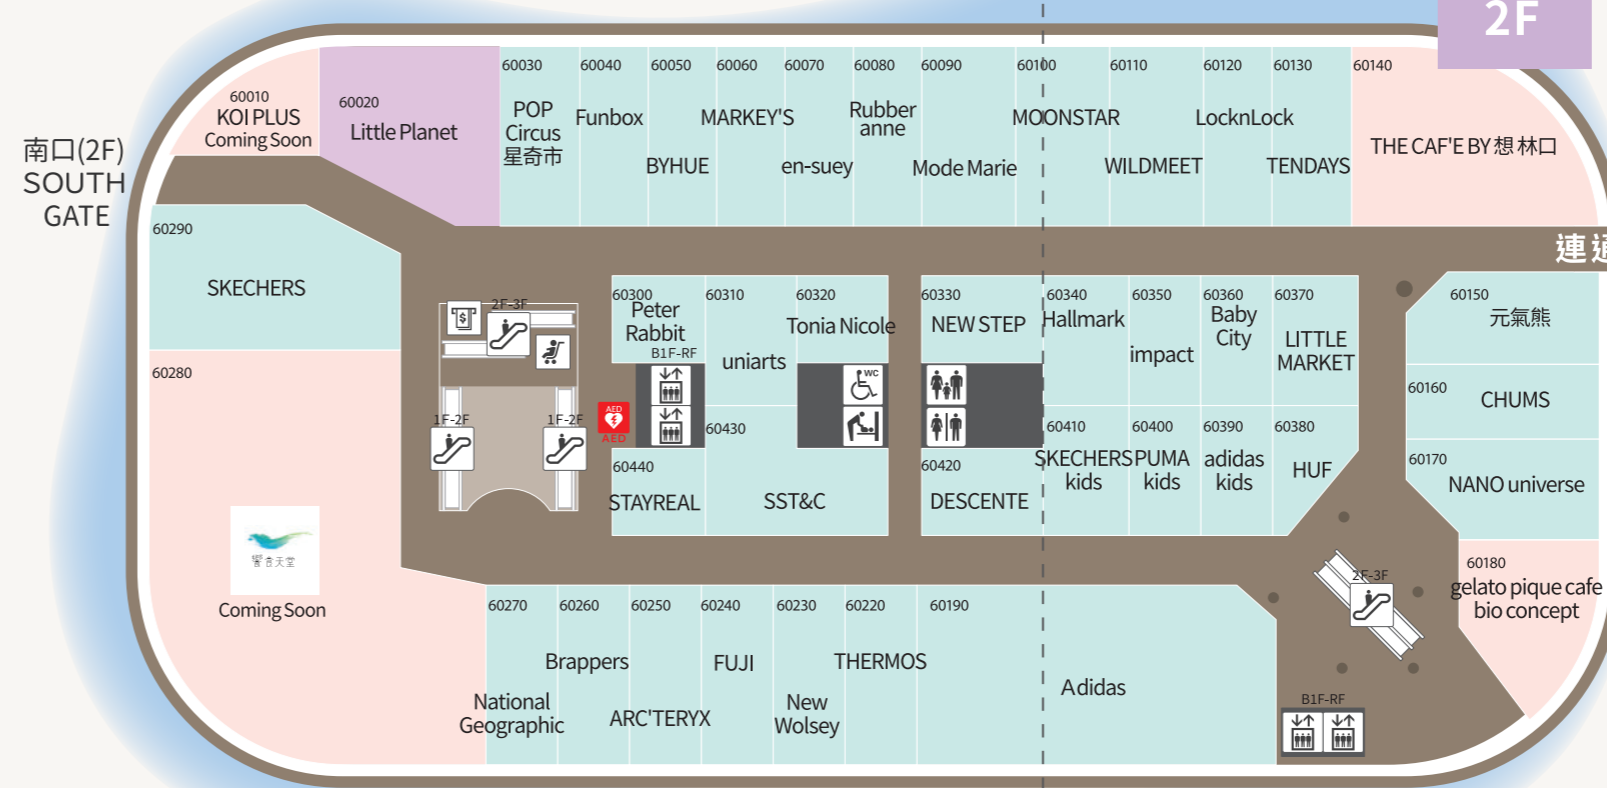 2F
南口(2F)
SOUTH
GATE
60010
KOI PLUS
Coming Soon
60020
Little Planet
60030
POP
Circus
星奇市
60040
Funbox
60050
BYHUE
60060
MARKEY'S
60070
en-suey
60080
Rubber
anne
60090
Mode Marie
60100
MOONSTAR
60110
WILDMEET
60120
LocknLock
60130
TENDAYS
60140
THE CAF'E BY 想 林口
連通
60290
SKECHERS
60280
饗食天堂
Coming Soon
2F-3F
1F-2F
1F-2F
AED
AED
60300
Peter
Rabbit
B1F-RF
60310
uniarts
60320
Tonia Nicole
WC
60330
NEW STEP
60340
Hallmark
60350
impact
60360
Baby
City
60370
LITTLE
MARKET
60150
元氣熊
60160
CHUMS
60170
NANO universe
60180
gelato pique cafe
bio concept
60440
STAYREAL
60430
SST&C
60420
DESCENTE
60410
SKECHERS
kids
60400
PUMA
kids
60390
adidas
kids
60380
HUF
2F-3F
60270
National
Geographic
60260
Brappers
60250
ARC'TERYX
60240
FUJI
60230
New
Wolsey
60220
THERMOS
60190
Adidas
B1F-RF